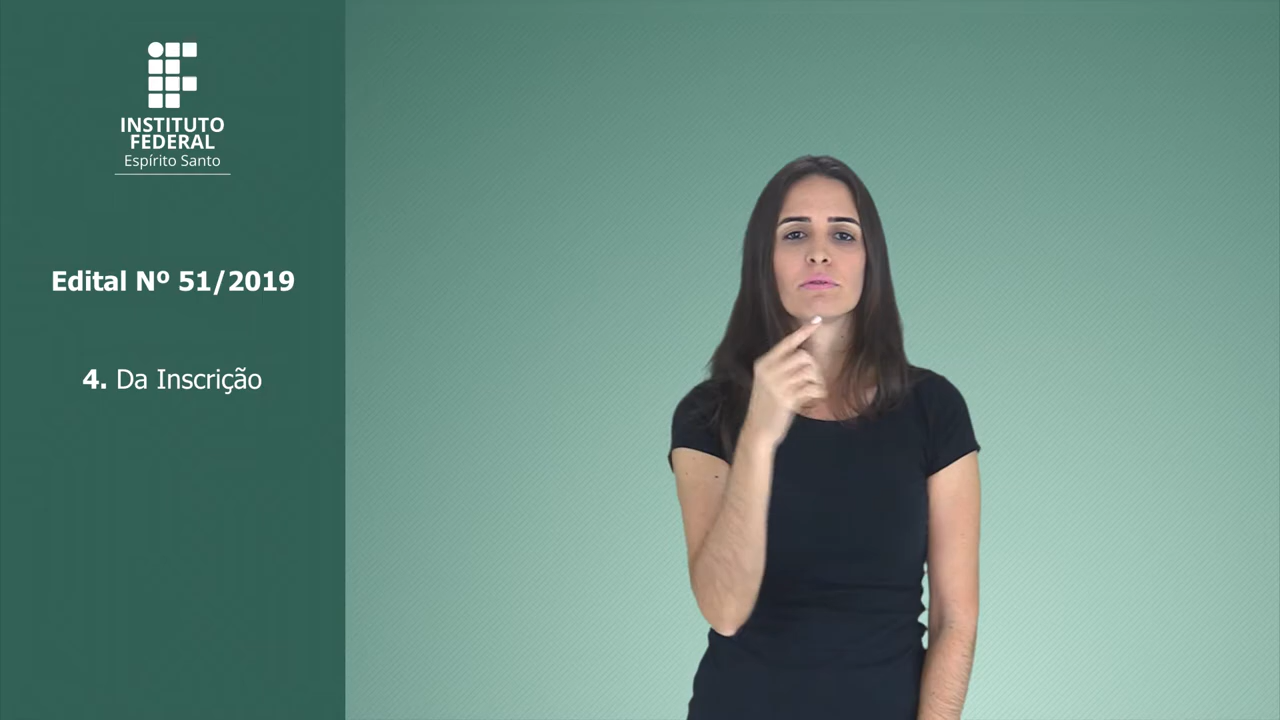 INSTITUTO
FEDERAL
Espírito Santo
Edital Nº 51/2019
4. Da Inscrição